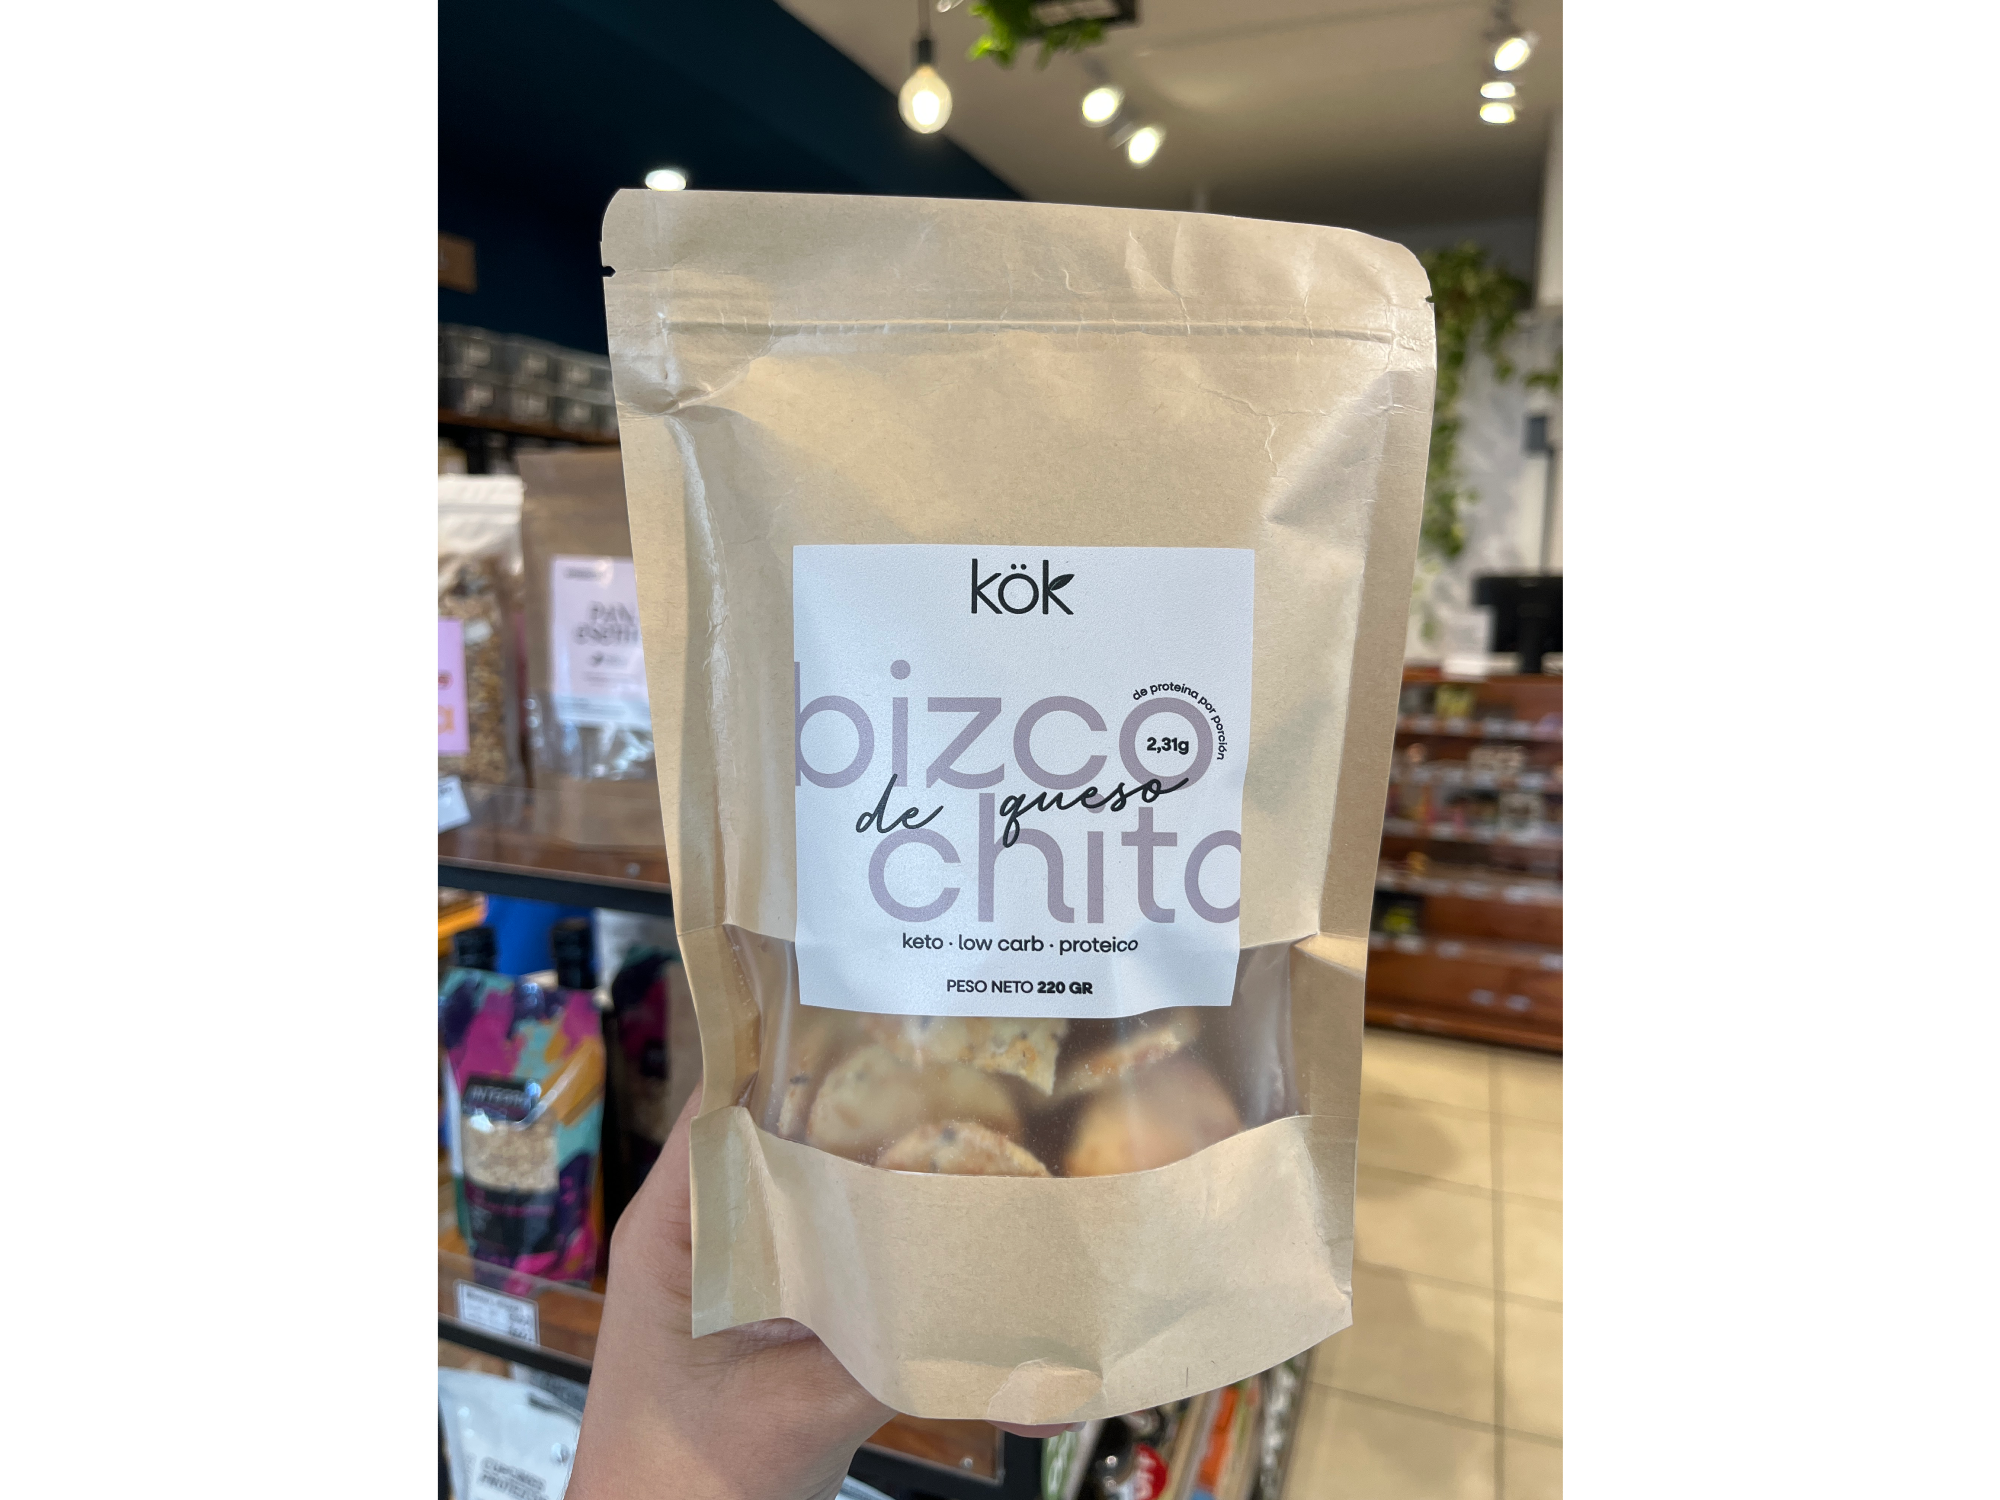 kök
bizco
de proteína por porción
2,31g
de queso
chito
keto · low carb · proteico
PESO NETO 220 GR
PAN